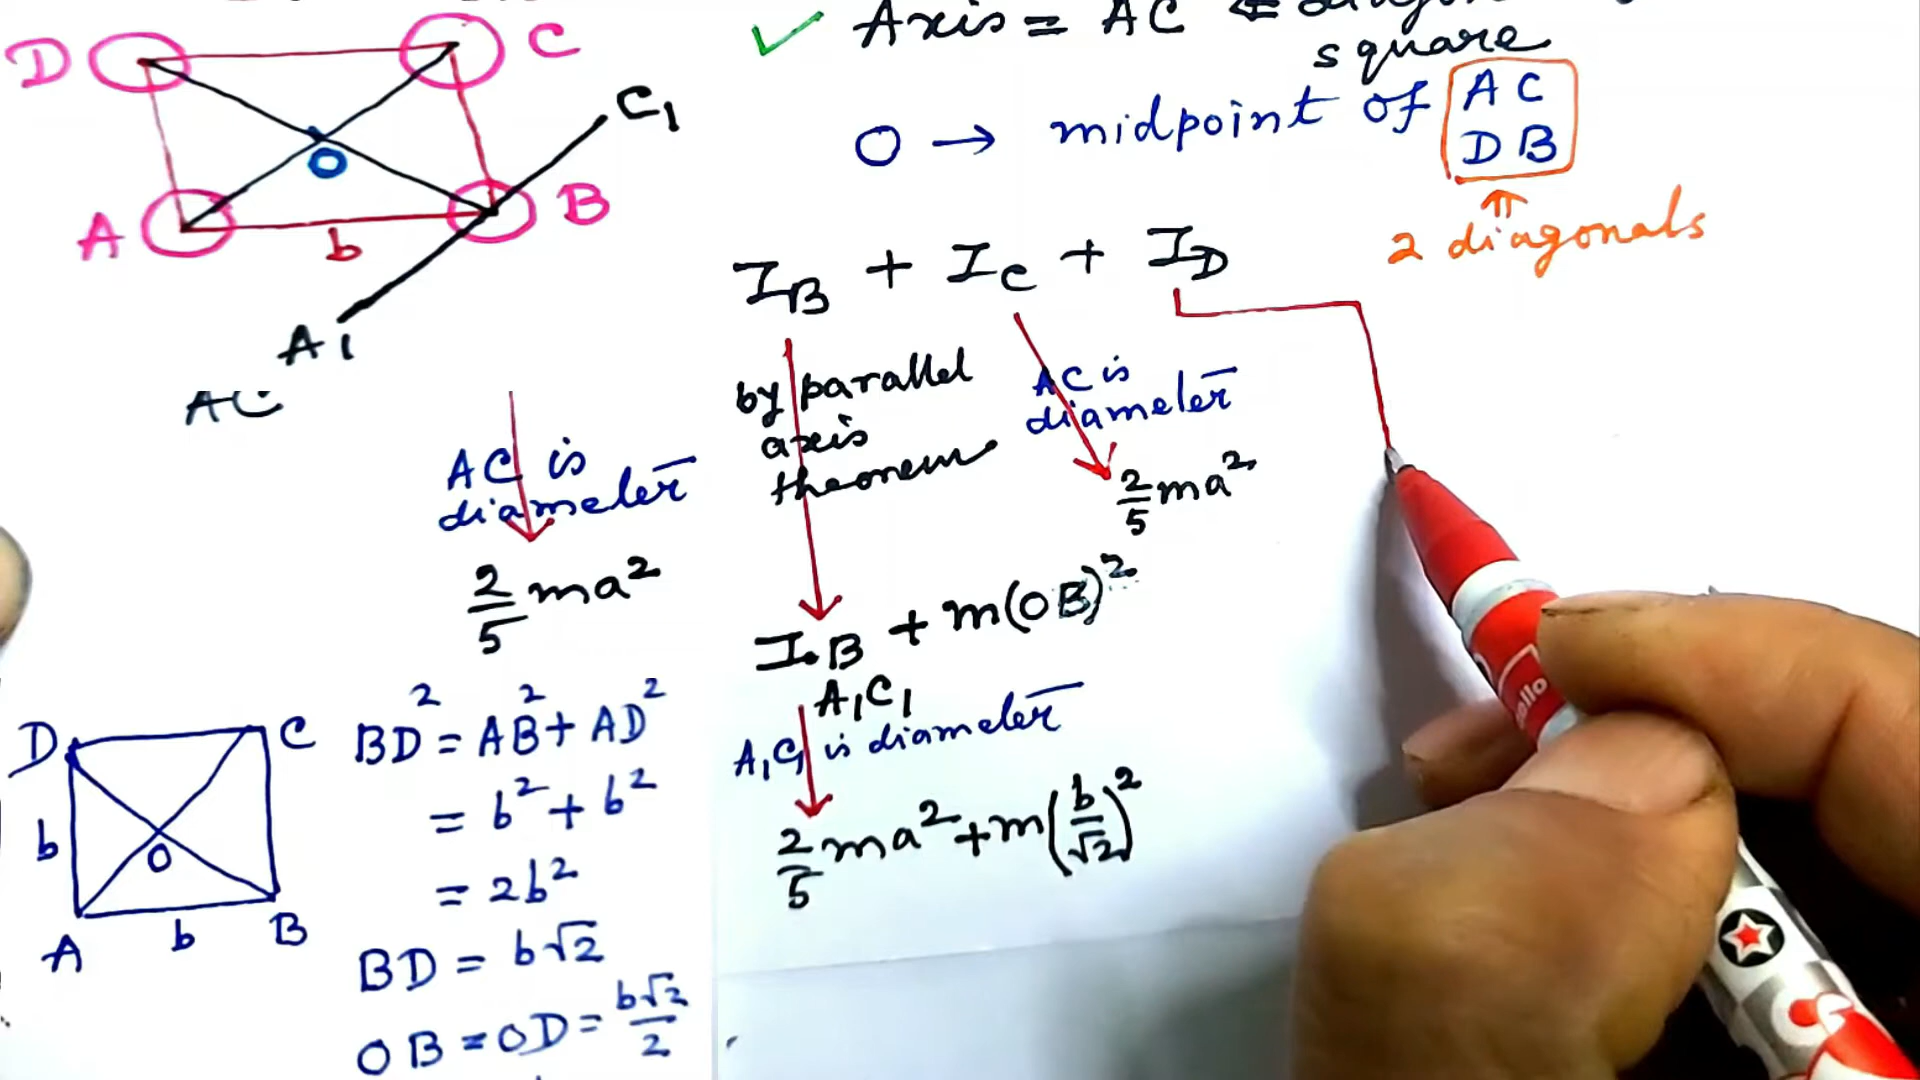 D
C
C₁
O
A
b
B
A₁
AC
AC is
diameter
2/5 ma²
D
C
b
O
A
b
B
BD² = AB² + AD²
= b² + b²
= 2b²
BD = b√2
OB = OD = b√2/2
✓ Axis = AC ⇐
square
O → midpoint of
AC
DB
⇑
2 diagonals
I_B + I_C + I_D
by parallel
axis
theorem
AC is
diameter
2/5 ma²
I_B + m(OB)²
A₁C₁
A₁C₁ is diameter
2/5 ma² + m(b/√2)²